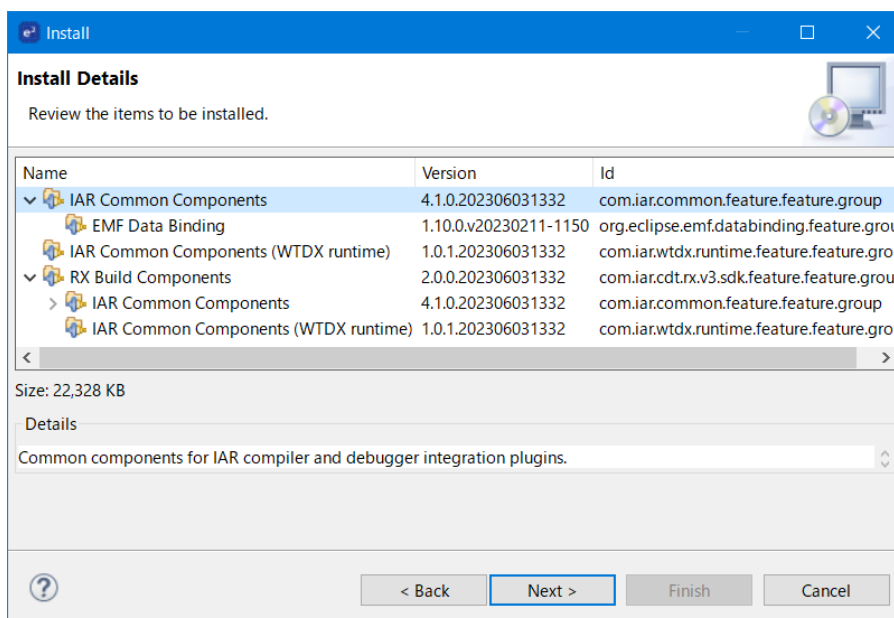 e² Install
Install Details
Review the items to be installed.
Name Version Id
IAR Common Components 4.1.0.202306031332 com.iar.common.feature.feature.group
EMF Data Binding 1.10.0.v20230211-1150 org.eclipse.emf.databinding.feature.grou
IAR Common Components (WTDX runtime) 1.0.1.202306031332 com.iar.wtdx.runtime.feature.feature.gro
RX Build Components 2.0.0.202306031332 com.iar.cdt.rx.v3.sdk.feature.feature.grou
IAR Common Components 4.1.0.202306031332 com.iar.common.feature.feature.group
IAR Common Components (WTDX runtime) 1.0.1.202306031332 com.iar.wtdx.runtime.feature.feature.gro
Size: 22,328 KB
Details
Common components for IAR compiler and debugger integration plugins.
? < Back Next > Finish Cancel